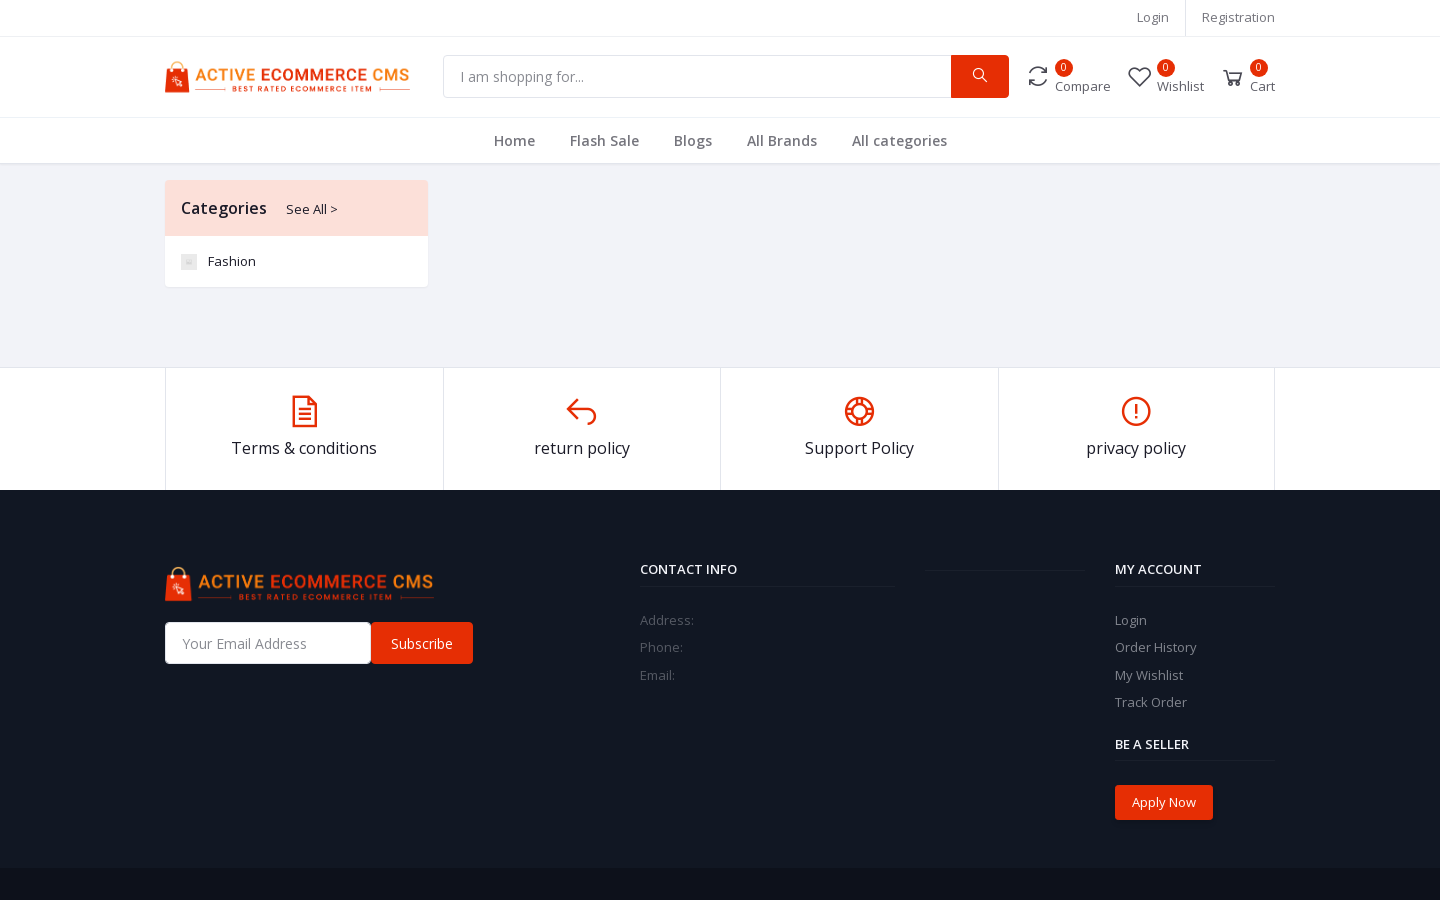 Login
Registration
ACTIVE ECOMMERCE CMS
BEST RATED ECOMMERCE ITEM
I am shopping for...
0
Compare
0
Wishlist
0
Cart
Home
Flash Sale
Blogs
All Brands
All categories
Categories
See All >
Fashion
Terms & conditions
return policy
Support Policy
privacy policy
ACTIVE ECOMMERCE CMS
BEST RATED ECOMMERCE ITEM
Your Email Address
Subscribe
CONTACT INFO
Address:
Phone:
Email:
MY ACCOUNT
Login
Order History
My Wishlist
Track Order
BE A SELLER
Apply Now